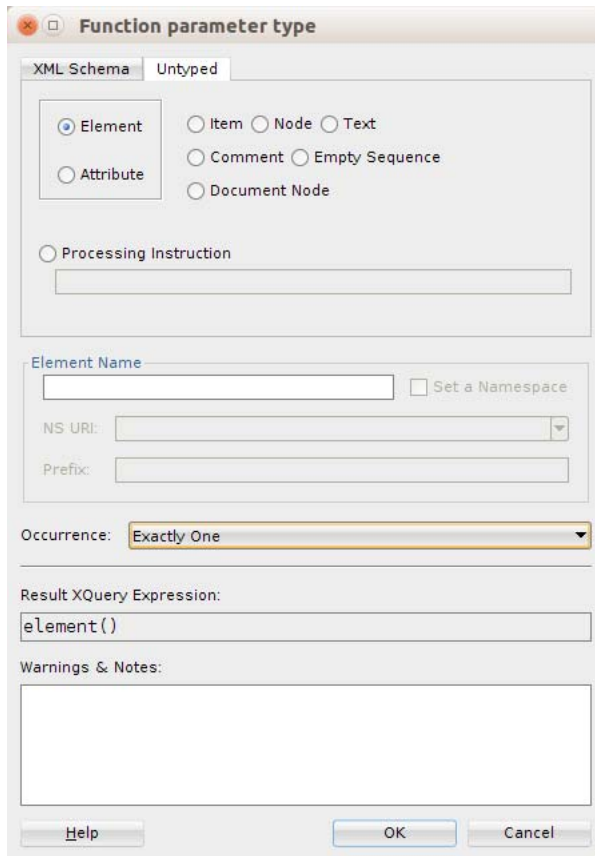 Function parameter type
XML Schema Untyped
Element Item Node Text
Comment Empty Sequence
Attribute
Document Node
Processing Instruction
Element Name
Set a Namespace
NS URI:
Prefix:
Occurrence: Exactly One
Result XQuery Expression:
element()
Warnings & Notes:
Help OK Cancel